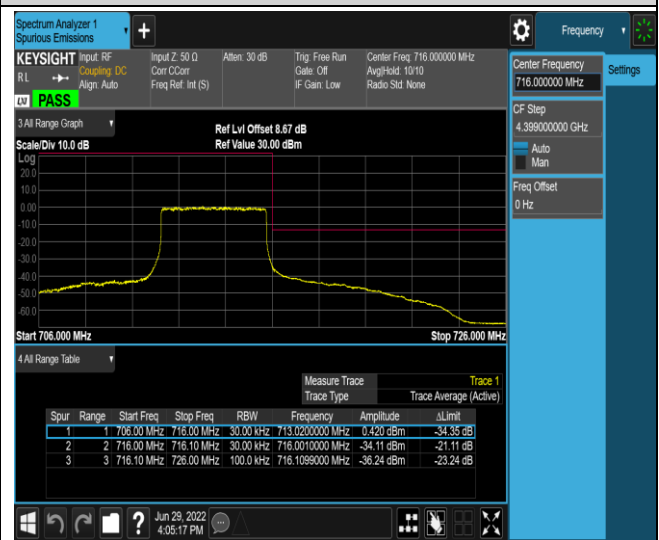 Spectrum Analyzer 1
Spurious Emissions
+
Frequency
KEYSIGHT Input: RF Input Z: 50 Ω Atten: 30 dB Trig: Free Run Center Freq: 716.000000 MHz
RL Coupling: DC Corr CCorr Gate: Off Avg|Hold: 10/10
Align: Auto Freq Ref: Int (S) IF Gain: Low Radio Std: None
LXI PASS
Center Frequency
716.000000 MHz
Settings
CF Step
4.399000000 GHz
Auto
Man
Freq Offset
0 Hz
3 All Range Graph
Ref Lvl Offset 8.67 dB
Scale/Div 10.0 dB Ref Value 30.00 dBm
Log
20.0
10.0
0.00
-10.0
-20.0
-30.0
-40.0
-50.0
-60.0
Start 706.000 MHz Stop 726.000 MHz
4 All Range Table
Measure Trace Trace 1
Trace Type Trace Average (Active)
Spur Range Start Freq Stop Freq RBW Frequency Amplitude ΔLimit
1 1 706.00 MHz 716.00 MHz 30.00 kHz 713.0200000 MHz 0.420 dBm -34.35 dB
2 2 716.00 MHz 716.10 MHz 30.00 kHz 716.0010000 MHz -34.11 dBm -21.11 dB
3 3 716.10 MHz 726.00 MHz 100.0 kHz 716.1099000 MHz -36.24 dBm -23.24 dB
?
Jun 29, 2022
4:05:17 PM